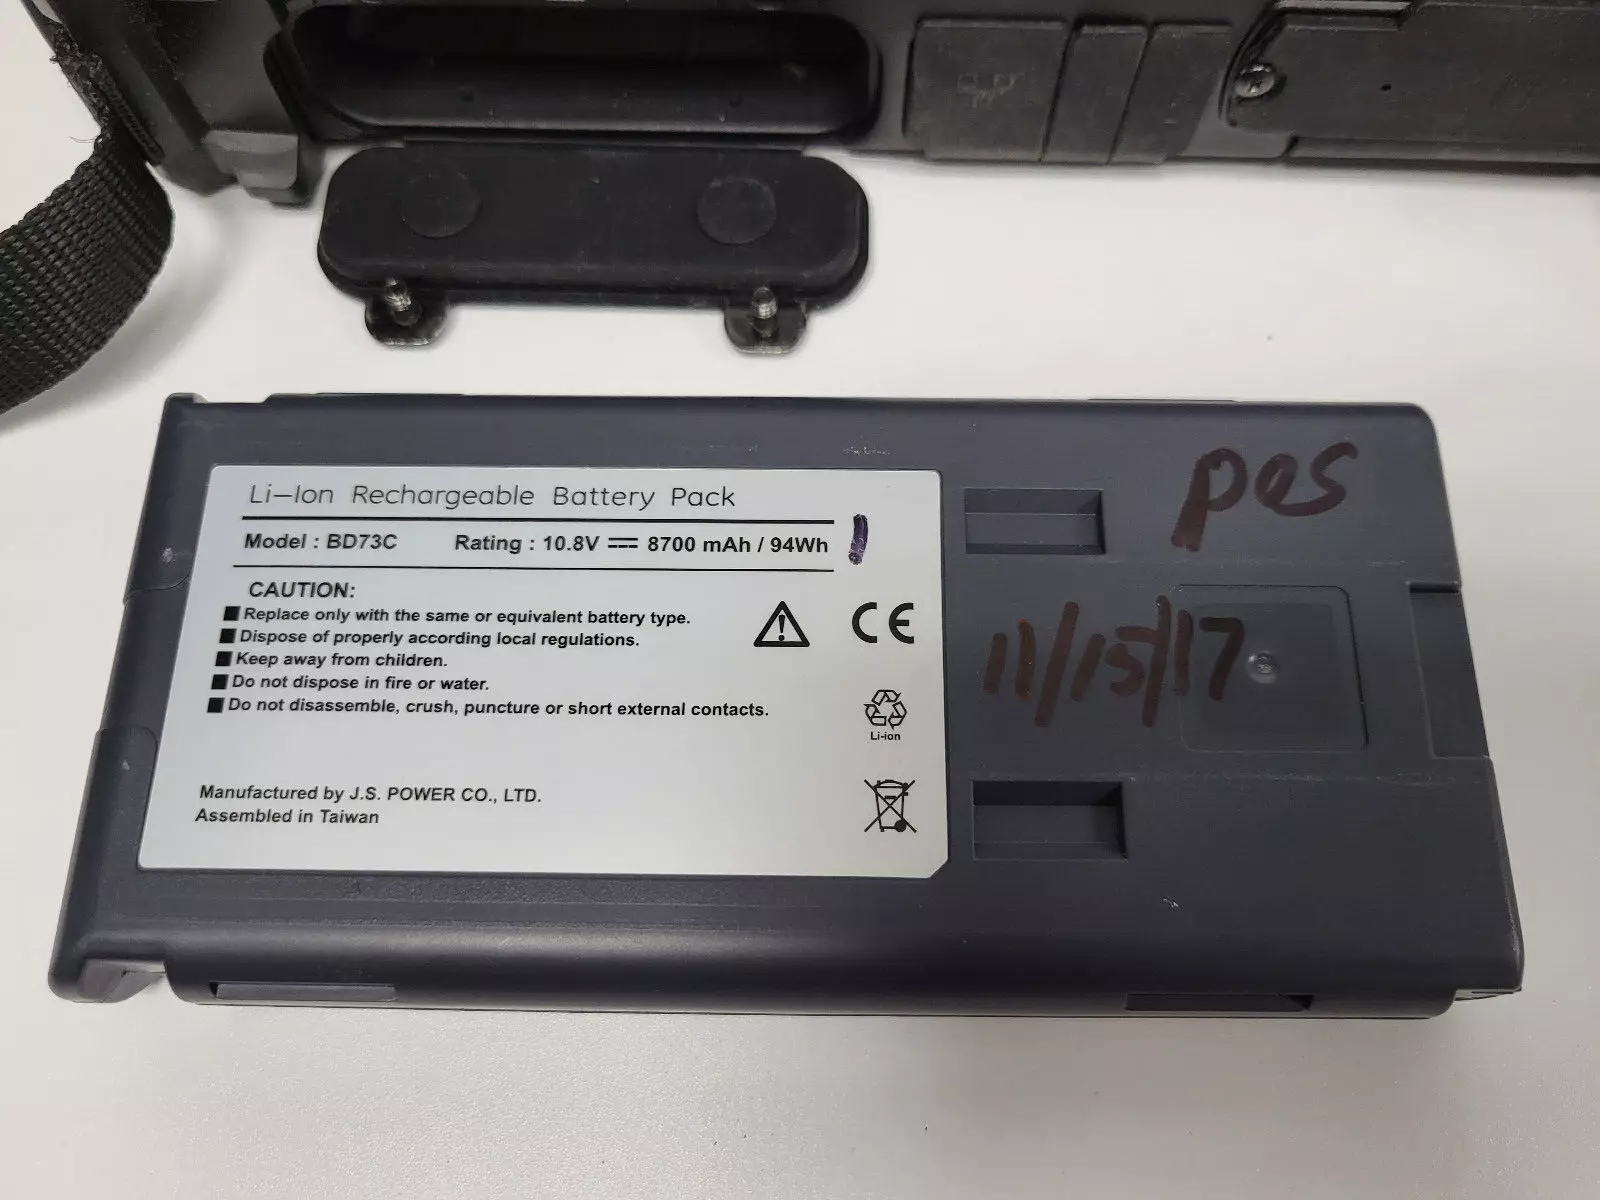 Li-Ion Rechargeable Battery Pack
Model : BD73C Rating : 10.8V ⎓ 8700 mAh / 94Wh
CAUTION:
■ Replace only with the same or equivalent battery type.
■ Dispose of properly according local regulations.
■ Keep away from children.
■ Do not dispose in fire or water.
■ Do not disassemble, crush, puncture or short external contacts.
CE
Li-ion
Manufactured by J.S. POWER CO., LTD.
Assembled in Taiwan
pes
11/15/17